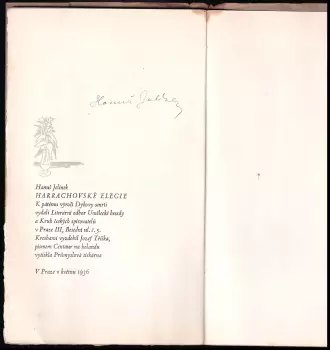 Hanuš Jelínek
Hanuš Jelínek
HARRACHOVSKÉ ELEGIE
K pátému výročí Dykovy smrti
vydali Literární odbor Umělecké besedy
a Kruh českých spisovatelů
v Praze III, Besední ul. č. 3.
Kresbami vyzdobil Josef Tříška,
písmem Centaur na holandu
vytiskla Průmyslová tiskárna
V Praze v květnu 1936